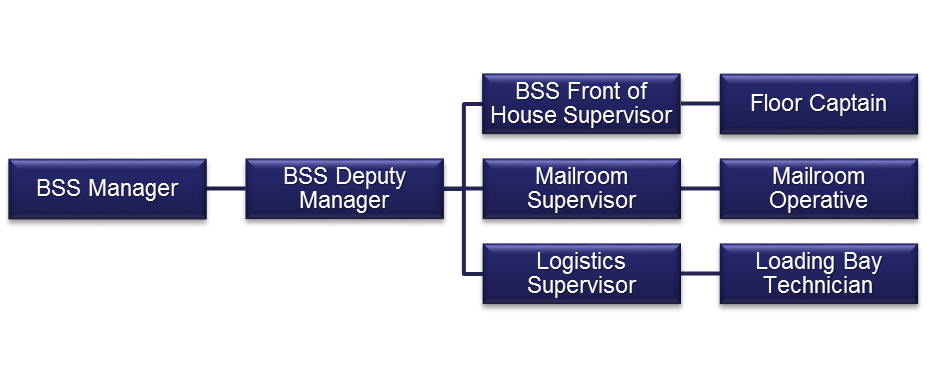 BSS Manager
BSS Deputy
Manager
BSS Front of
House Supervisor
Floor Captain
Mailroom
Supervisor
Mailroom
Operative
Logistics
Supervisor
Loading Bay
Technician